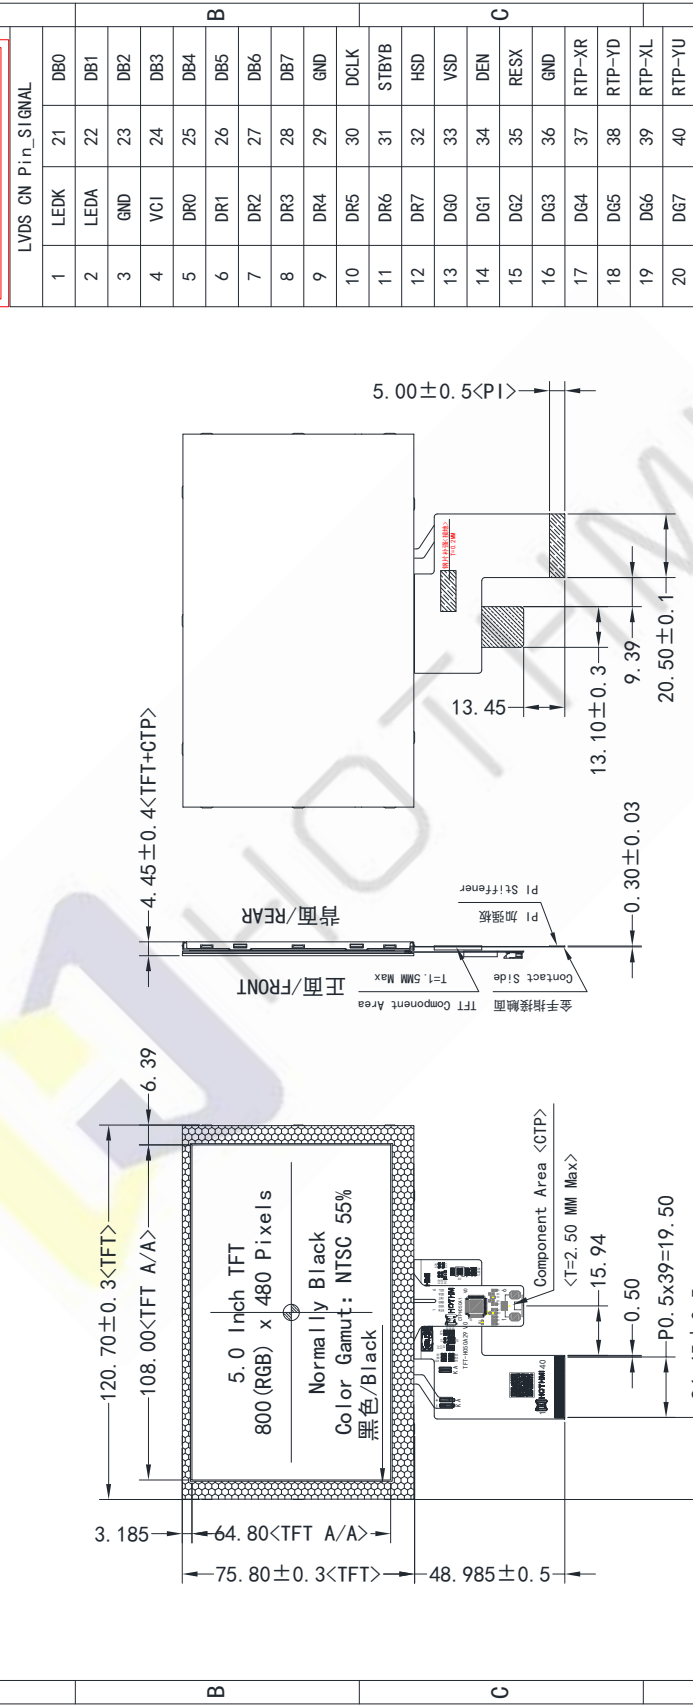 B
C
LVDS CN Pin_SIGNAL
1 LEDK 21 DB0
2 LEDA 22 DB1
3 GND 23 DB2
4 VCI 24 DB3
5 DR0 25 DB4
6 DR1 26 DB5
7 DR2 27 DB6
8 DR3 28 DB7
9 DR4 29 GND
10 DR5 30 DCLK
11 DR6 31 STBYB
12 DR7 32 HSD
13 DG0 33 VSD
14 DG1 34 DEN
15 DG2 35 RESX
16 DG3 36 GND
17 DG4 37 RTP-XR
18 DG5 38 RTP-YD
19 DG6 39 RTP-XL
20 DG7 40 RTP-YU
5.00±0.5<PI>
T=0.2MM
13.45
13.10±0.3
9.39
20.50±0.1
4.45±0.4<TFT+CTP>
背面/REAR
正面/FRONT
PI 加强板
PI Stiffener
TFT Component Area
T=1.5MM Max
金手指接触面
Contact Side
0.30±0.03
HOTHM
120.70±0.3<TFT>
108.00<TFT A/A>
6.39
5.0 Inch TFT
800(RGB) x 480 Pixels
Normally Black
Color Gamut: NTSC 55%
黑色/Black
3.185
64.80<TFT A/A>
75.80±0.3<TFT>
48.985±0.5
Component Area <CTP>
<T=2.50 MM Max>
15.94
0.50
P0.5x39=19.50
HOTHMI
40
B
C